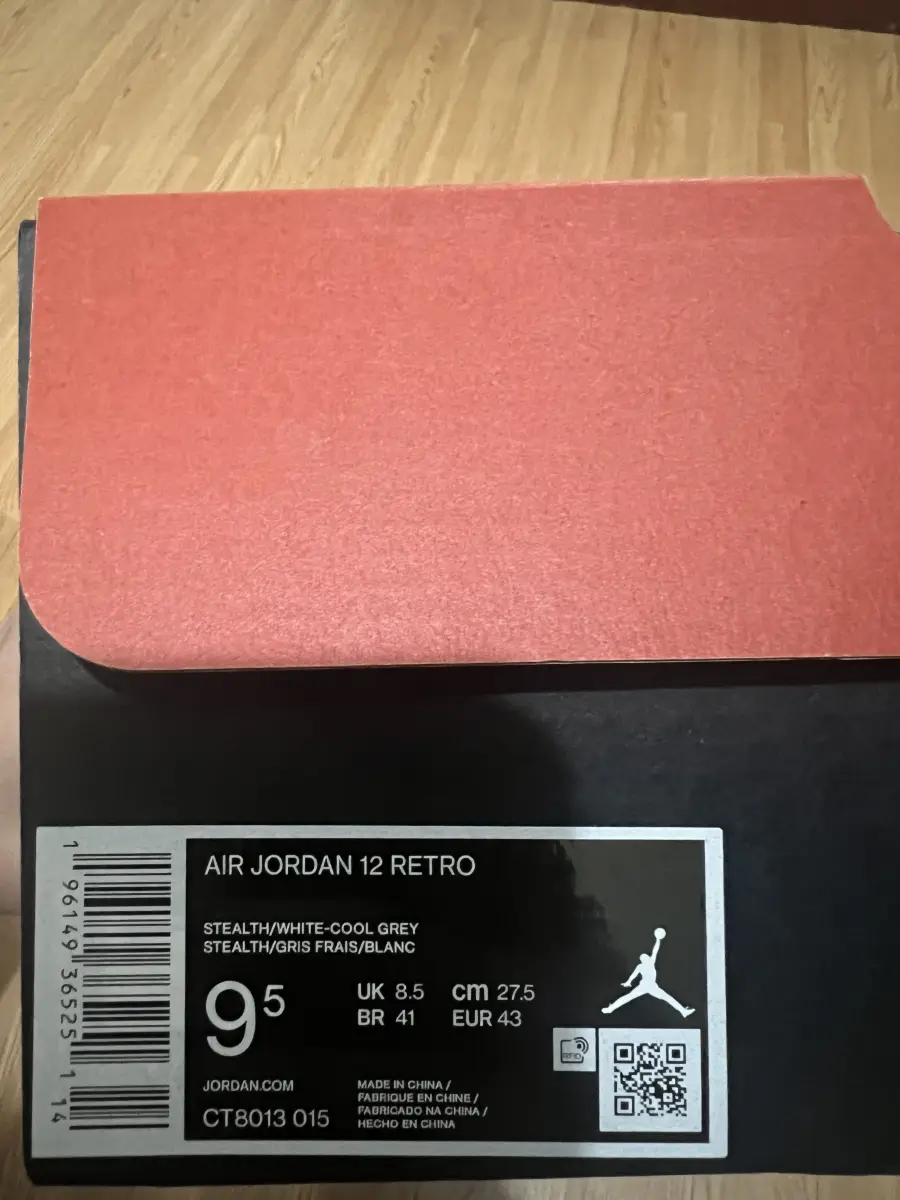 AIR JORDAN 12 RETRO
STEALTH/WHITE-COOL GREY
STEALTH/GRIS FRAIS/BLANC
9⁵
UK 8.5 cm 27.5
BR 41 EUR 43
RFID
JORDAN.COM
CT8013 015
MADE IN CHINA /
FABRIQUE EN CHINE /
FABRICADO NA CHINA /
HECHO EN CHINA
1 96149 36525 1 14